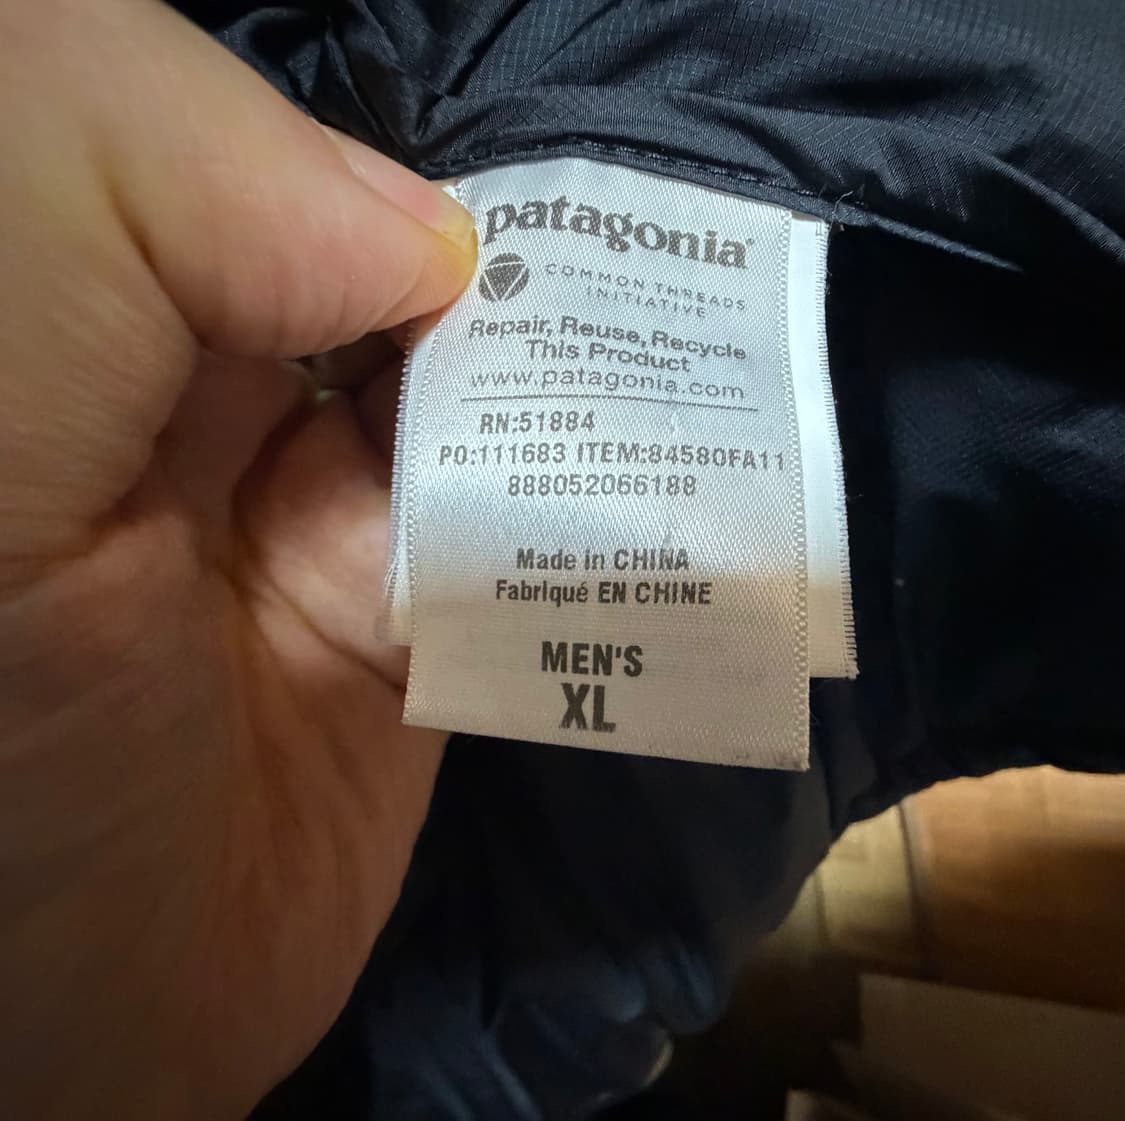 patagonia®
COMMON THREADS
INITIATIVE
Repair, Reuse, Recycle
This Product
www.patagonia.com
RN:51884
PO:111683 ITEM:84580FA11
888052066188
Made in CHINA
Fabriqué EN CHINE
MEN'S
XL